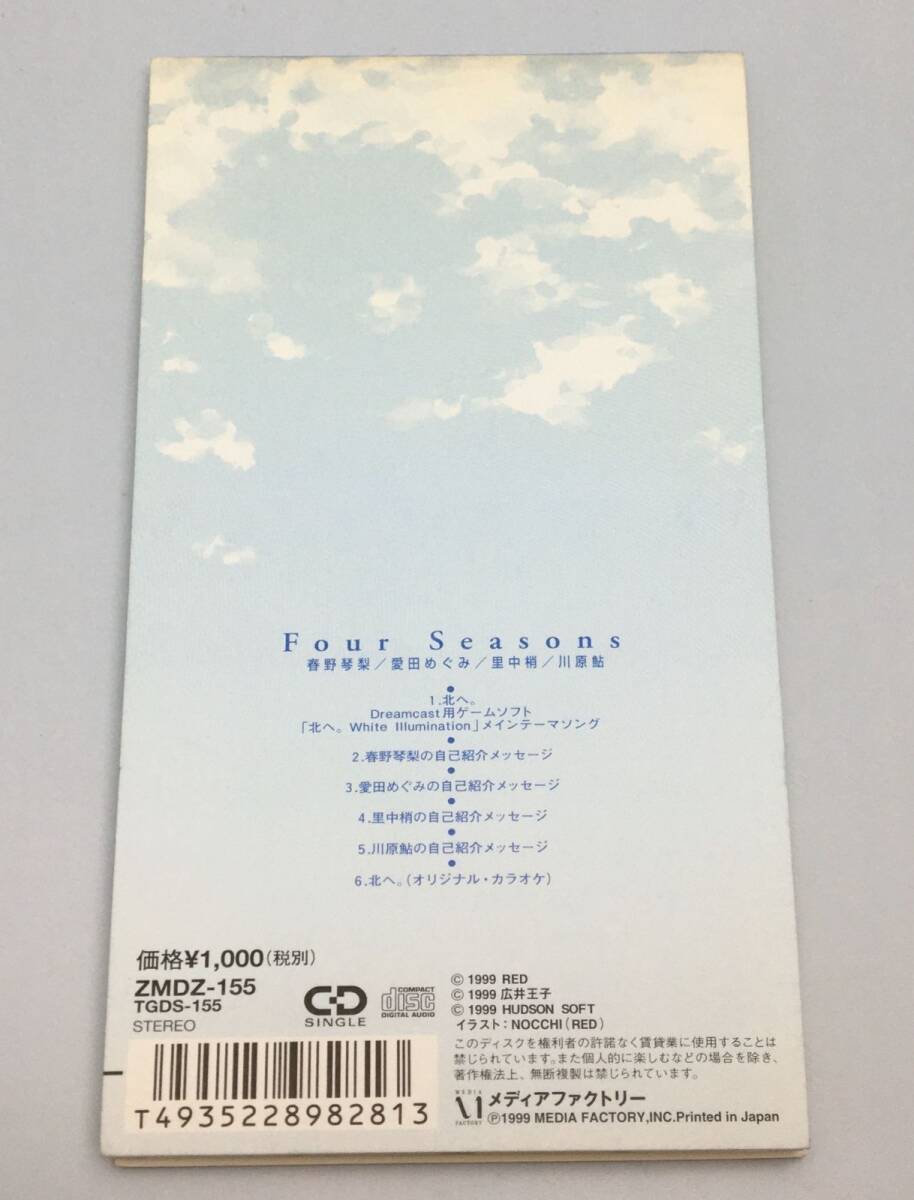 Four Seasons
春野琴梨／愛田めぐみ／里中梢／川原鮎
1.北へ。
Dreamcast用ゲームソフト
「北へ。White Illumination」メインテーマソング
2.春野琴梨の自己紹介メッセージ
3.愛田めぐみの自己紹介メッセージ
4.里中梢の自己紹介メッセージ
5.川原鮎の自己紹介メッセージ
6.北へ。(オリジナル・カラオケ)
価格¥1,000(税別)
ZMDZ-155
TGDS-155
STEREO
CD
SINGLE
COMPACT
disc
DIGITAL AUDIO
© 1999 RED
© 1999 広井王子
© 1999 HUDSON SOFT
イラスト：NOCCHI(RED)
このディスクを権利者の許諾なく賃貸業に使用することは
禁じられています。また個人的に楽しむなどの場合を除き、
著作権法上、無断複製は禁じられています。
T4935228982813
MEDIA
FACTORY
メディアファクトリー
℗1999 MEDIA FACTORY,INC.Printed in Japan